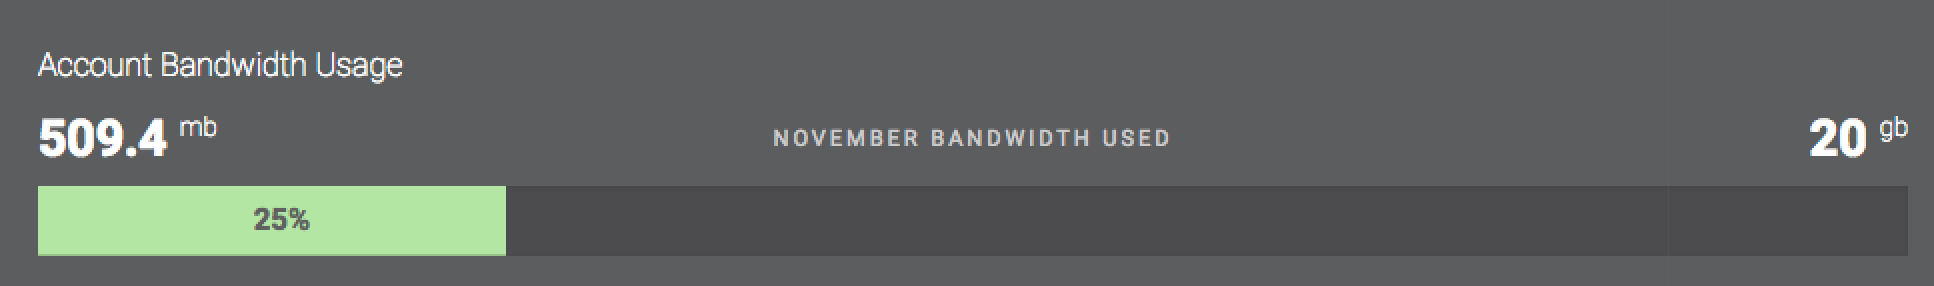 Account Bandwidth Usage
509.4 mb NOVEMBER BANDWIDTH USED 20 gb
25%